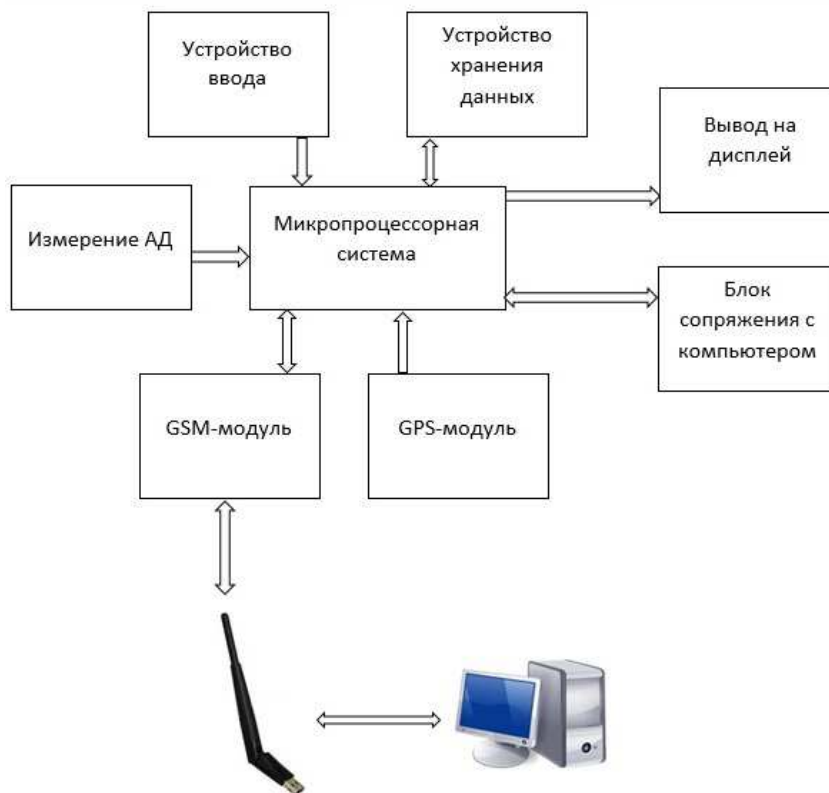 Устройство
ввода
Устройство
хранения
данных
Вывод на
дисплей
Измерение АД
Микропроцессорная
система
Блок
сопряжения с
компьютером
GSM-модуль
GPS-модуль